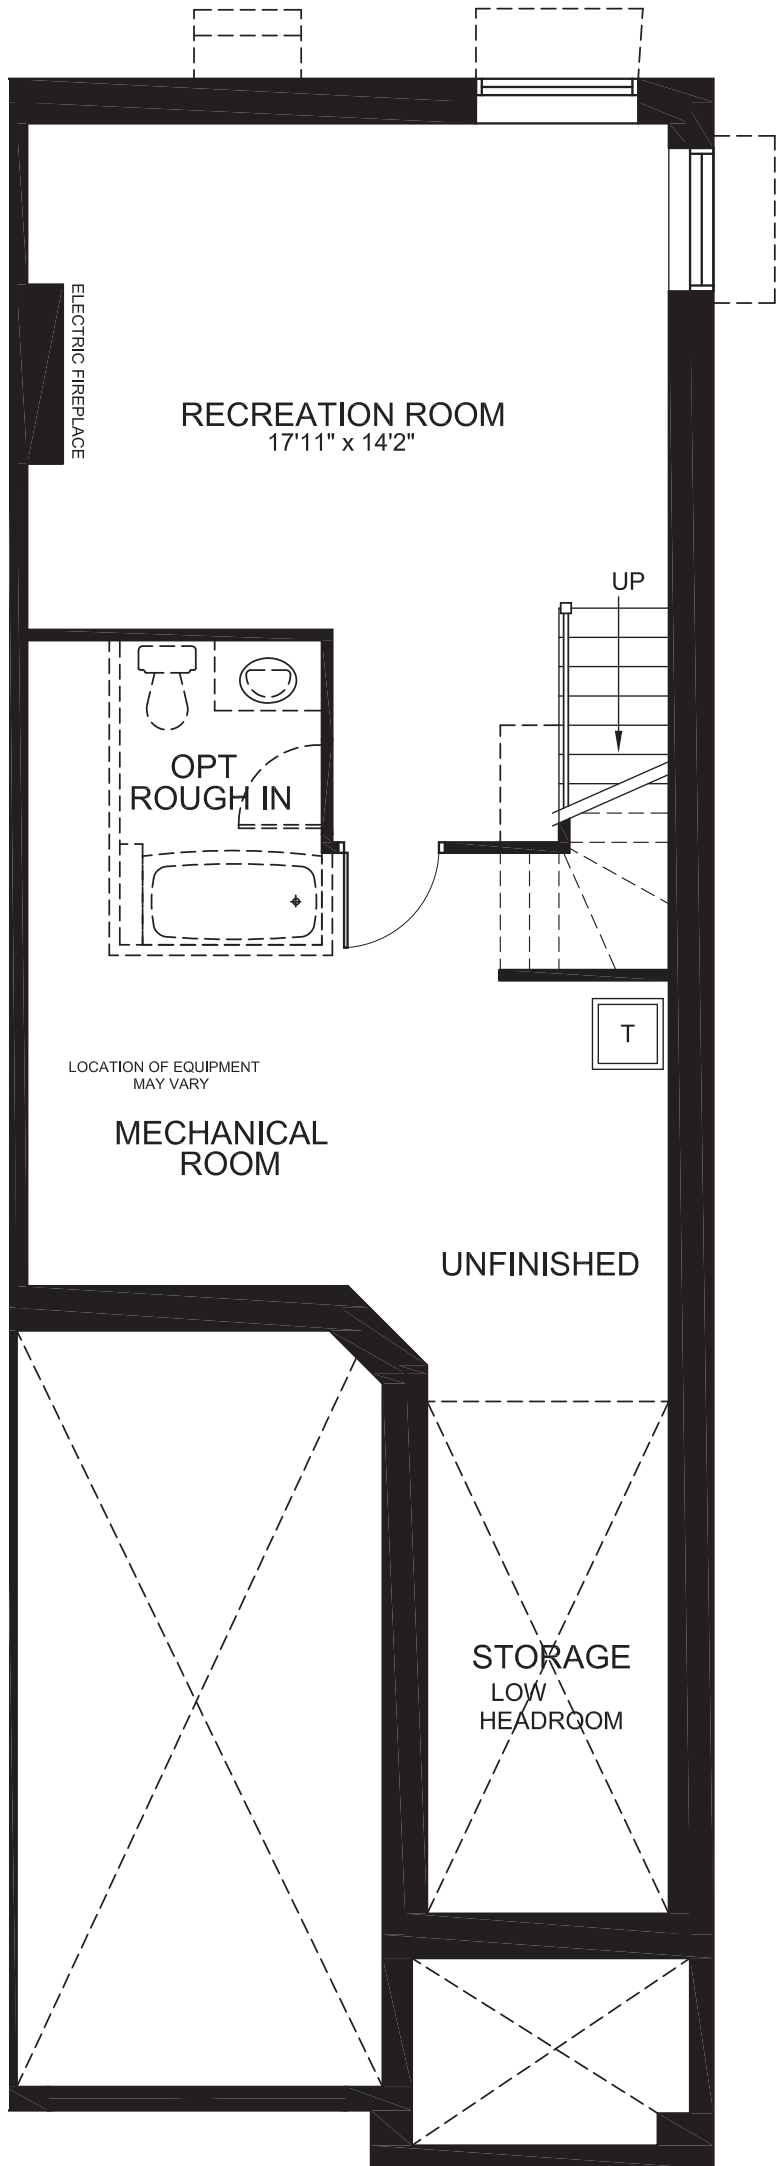 ELECTRIC FIREPLACE
RECREATION ROOM
17'11" x 14'2"
UP
OPT
ROUGH IN
T
LOCATION OF EQUIPMENT
MAY VARY
MECHANICAL
ROOM
UNFINISHED
STORAGE
LOW
HEADROOM